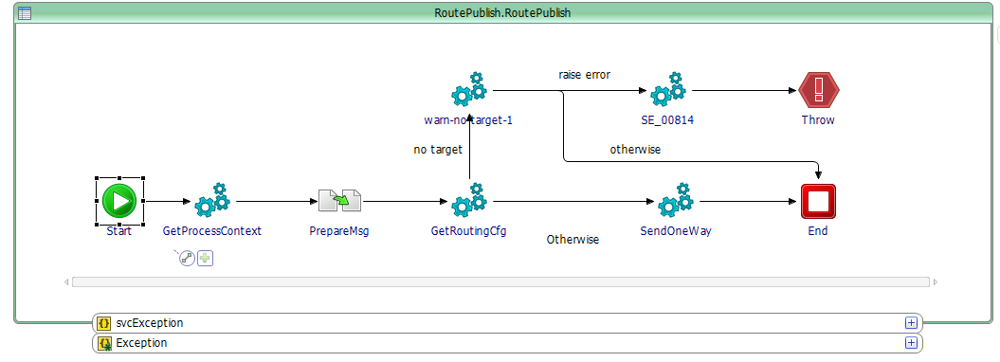 RoutePublish.RoutePublish
raise error
warn-no-target-1
SE_00814
Throw
no target
otherwise
Start
GetProcessContext
PrepareMsg
GetRoutingCfg
Otherwise
SendOneWay
End
svcException
Exception